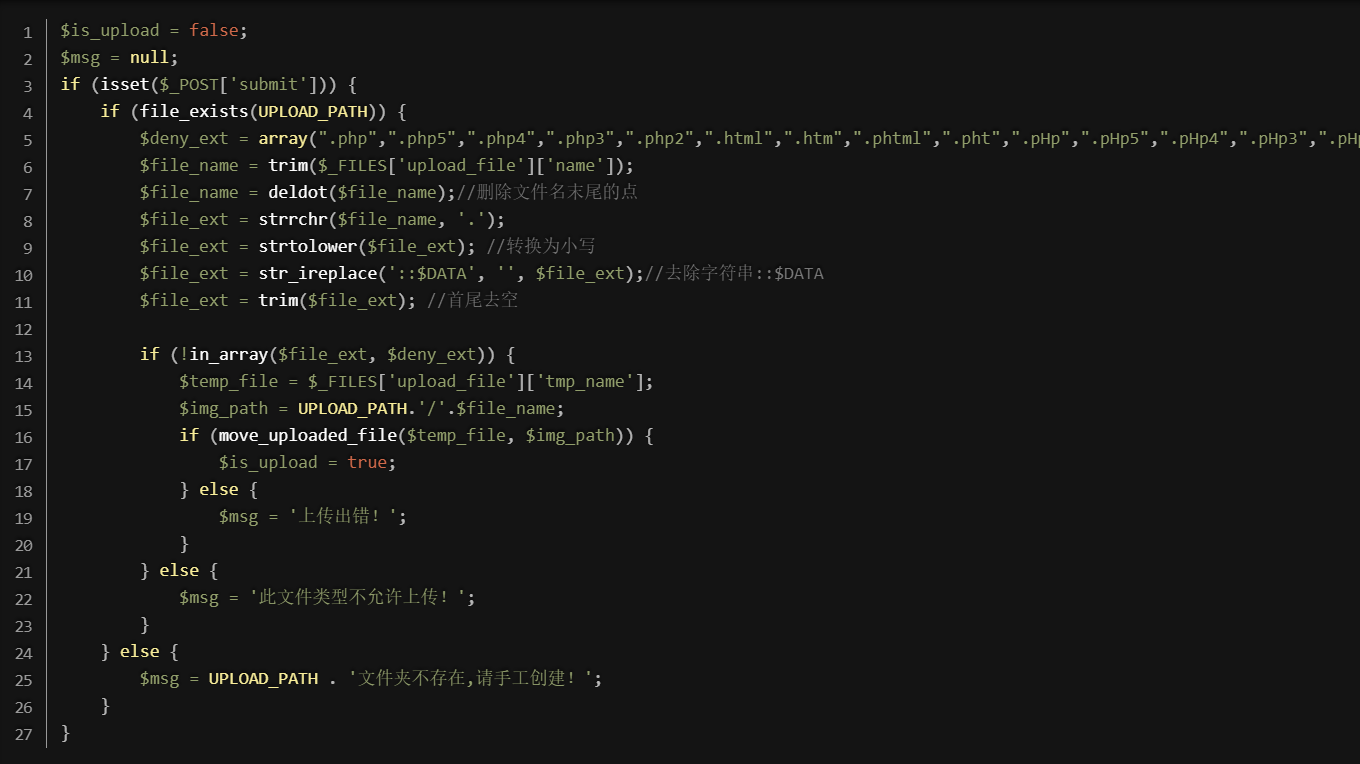 1 $is_upload = false;
2 $msg = null;
3 if (isset($_POST['submit'])) {
4 if (file_exists(UPLOAD_PATH)) {
5 $deny_ext = array(".php",".php5",".php4",".php3",".php2",".html",".htm",".phtml",".pht",".pHp",".pHp5",".pHp4",".pHp3",".pHp
6 $file_name = trim($_FILES['upload_file']['name']);
7 $file_name = deldot($file_name);//删除文件名末尾的点
8 $file_ext = strrchr($file_name, '.');
9 $file_ext = strtolower($file_ext); //转换为小写
10 $file_ext = str_ireplace('::$DATA', '', $file_ext);//去除字符串::$DATA
11 $file_ext = trim($file_ext); //首尾去空
12
13 if (!in_array($file_ext, $deny_ext)) {
14 $temp_file = $_FILES['upload_file']['tmp_name'];
15 $img_path = UPLOAD_PATH.'/'.$file_name;
16 if (move_uploaded_file($temp_file, $img_path)) {
17 $is_upload = true;
18 } else {
19 $msg = '上传出错！';
20 }
21 } else {
22 $msg = '此文件类型不允许上传！';
23 }
24 } else {
25 $msg = UPLOAD_PATH . '文件夹不存在,请手工创建！';
26 }
27 }